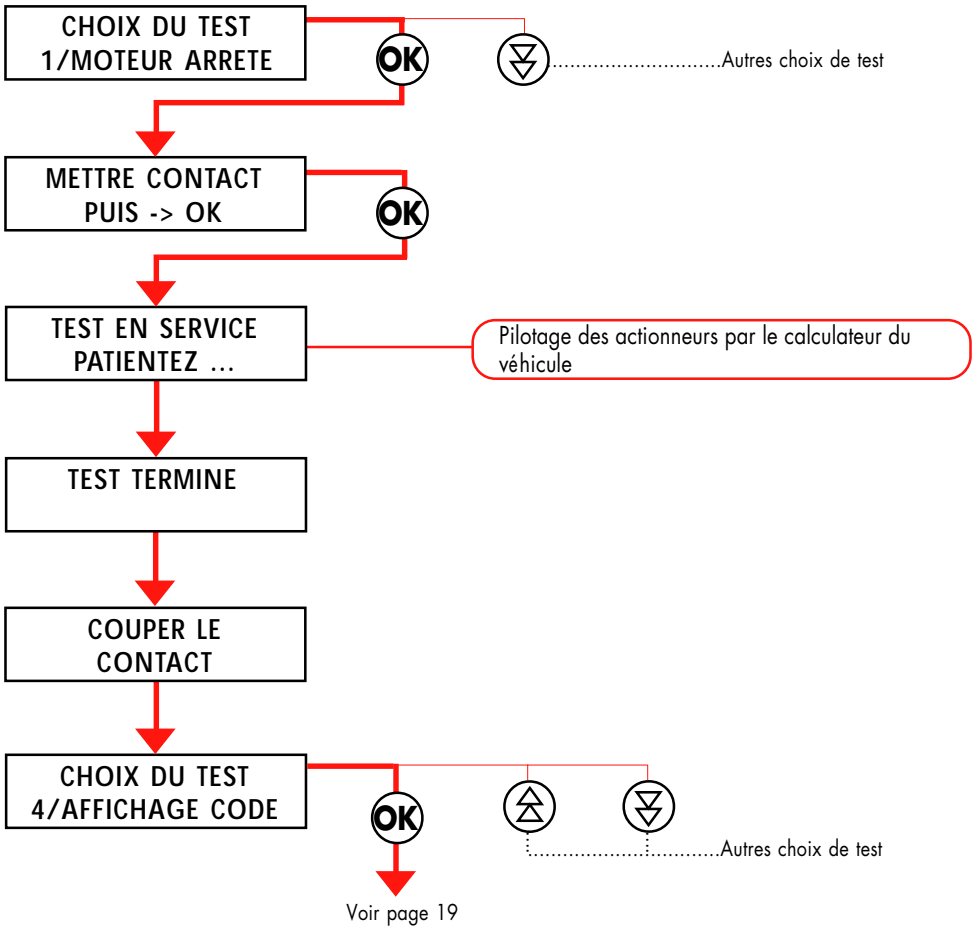 CHOIX DU TEST
1/MOTEUR ARRETE
OK
.............................Autres choix de test
METTRE CONTACT
PUIS -> OK
OK
TEST EN SERVICE
PATIENTEZ ...
Pilotage des actionneurs par le calculateur du
véhicule
TEST TERMINE
COUPER LE
CONTACT
CHOIX DU TEST
4/AFFICHAGE CODE
OK
.................................Autres choix de test
Voir page 19